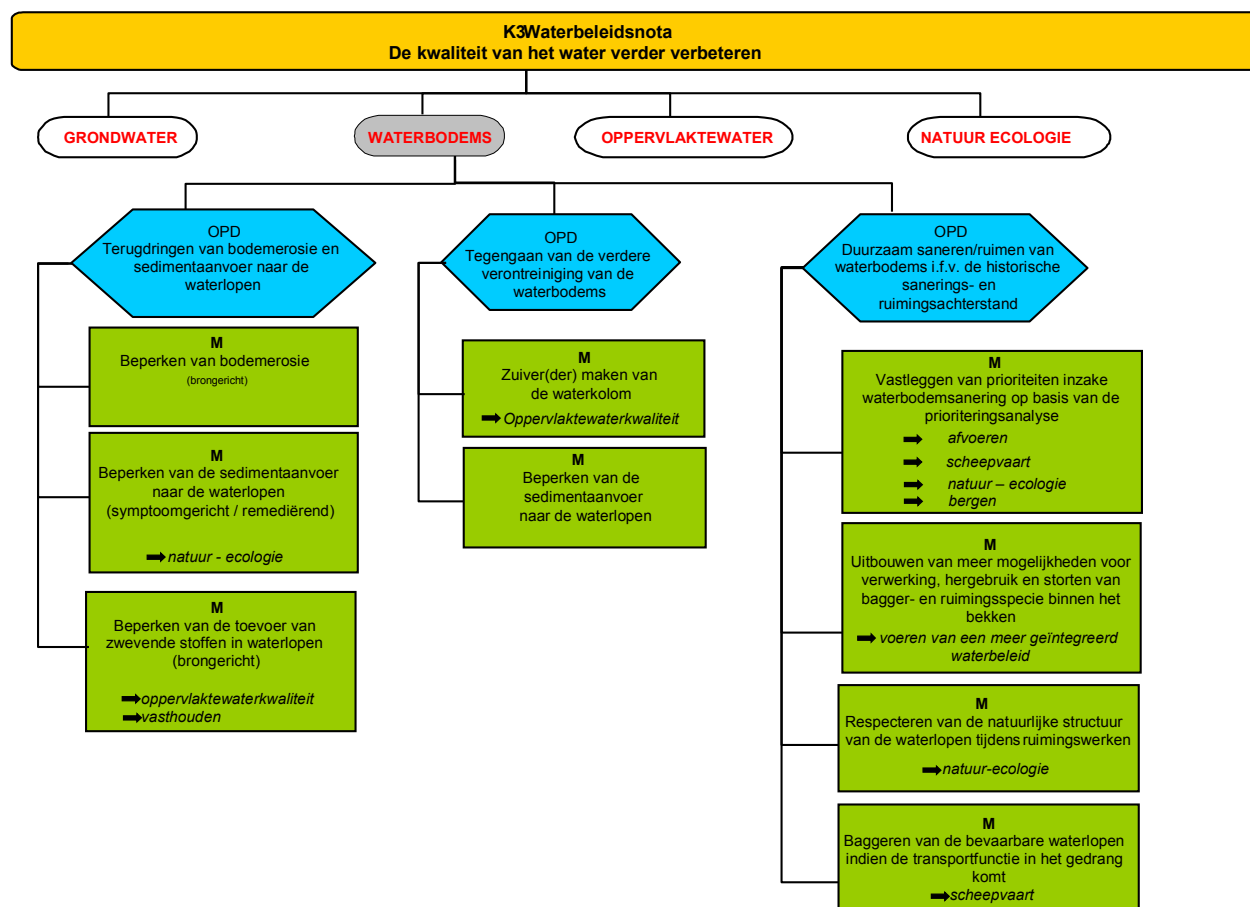 K3Waterbeleidsnota
De kwaliteit van het water verder verbeteren
GRONDWATER
WATERBODEMS
OPPERVLAKTEWATER
NATUUR ECOLOGIE
OPD
Terugdringen van bodemerosie en
sedimentaanvoer naar de
waterlopen
M
Beperken van bodemerosie
(brongericht)
M
Beperken van de sedimentaanvoer
naar de waterlopen
(symptoomgericht / remediërend)
natuur - ecologie
M
Beperken van de toevoer van
zwevende stoffen in waterlopen
(brongericht)
oppervlaktewaterkwaliteit
vasthouden
OPD
Tegengaan van de verdere
verontreiniging van de
waterbodems
M
Zuiver(der) maken van
de waterkolom
Oppervlaktewaterkwaliteit
M
Beperken van de
sedimentaanvoer
naar de waterlopen
OPD
Duurzaam saneren/ruimen van
waterbodems i.f.v. de historische
sanerings- en
ruimingsachterstand
M
Vastleggen van prioriteiten inzake
waterbodemsanering op basis van de
prioriteringsanalyse
afvoeren
scheepvaart
natuur – ecologie
bergen
M
Uitbouwen van meer mogelijkheden voor
verwerking, hergebruik en storten van
bagger- en ruimingsspecie binnen het
bekken
voeren van een meer geïntegreerd
waterbeleid
M
Respecteren van de natuurlijke structuur
van de waterlopen tijdens ruimingswerken
natuur-ecologie
M
Baggeren van de bevaarbare waterlopen
indien de transportfunctie in het gedrang
komt
scheepvaart